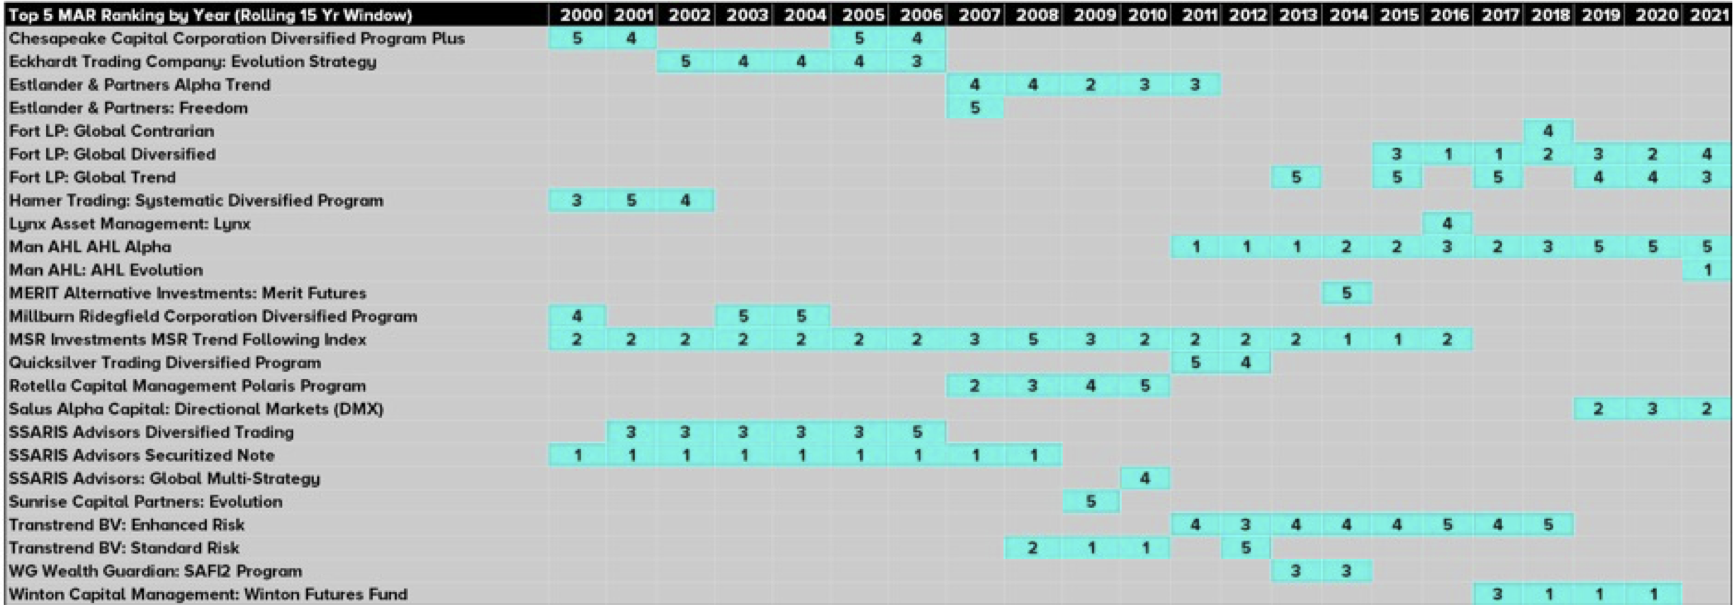 Top 5 MAR Ranking by Year (Rolling 15 Yr Window) 2000 2001 2002 2003 2004 2005 2006 2007 2008 2009 2010 2011 2012 2013 2014 2015 2016 2017 2018 2019 2020 2021
Chesapeake Capital Corporation Diversified Program Plus 5 4 5 4
Eckhardt Trading Company: Evolution Strategy 5 4 4 4 3
Estlander & Partners Alpha Trend 4 4 2 3 3
Estlander & Partners: Freedom 5
Fort LP: Global Contrarian 4
Fort LP: Global Diversified 3 1 1 2 3 2 4
Fort LP: Global Trend 5 5 5 4 4 3
Hamer Trading: Systematic Diversified Program 3 5 4
Lynx Asset Management: Lynx 4
Man AHL AHL Alpha 1 1 1 2 2 3 2 3 5 5 5
Man AHL: AHL Evolution 1
MERIT Alternative Investments: Merit Futures 5
Millburn Ridegfield Corporation Diversified Program 4 5 5
MSR Investments MSR Trend Following Index 2 2 2 2 2 2 2 3 5 3 2 2 2 2 1 1 2
Quicksilver Trading Diversified Program 5 4
Rotella Capital Management Polaris Program 2 3 4 5
Salus Alpha Capital: Directional Markets (DMX) 2 3 2
SSARIS Advisors Diversified Trading 3 3 3 3 3 5
SSARIS Advisors Securitized Note 1 1 1 1 1 1 1 1 1
SSARIS Advisors: Global Multi-Strategy 4
Sunrise Capital Partners: Evolution 5
Transtrend BV: Enhanced Risk 4 3 4 4 4 5 4 5
Transtrend BV: Standard Risk 2 1 1 5
WG Wealth Guardian: SAFI2 Program 3 3
Winton Capital Management: Winton Futures Fund 3 1 1 1